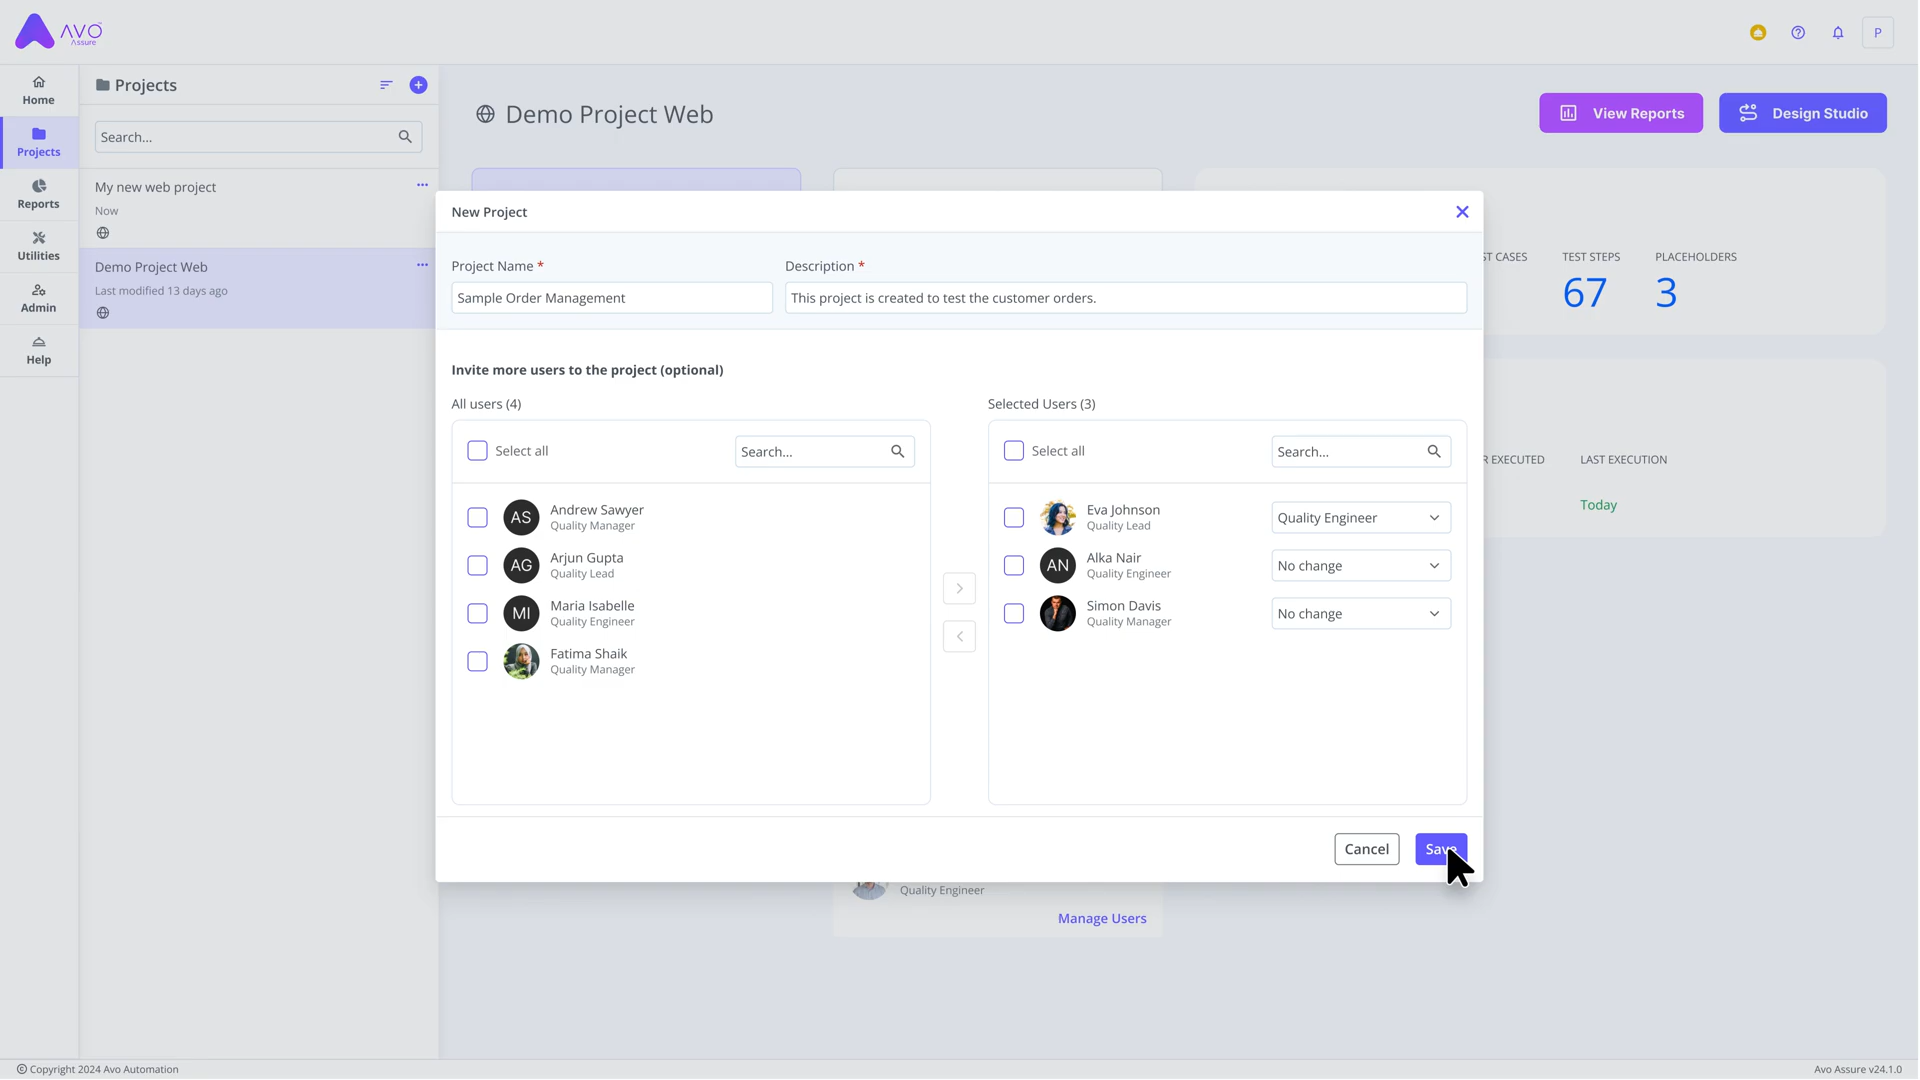 AVO
Assure
P
Home
Projects
Reports
Utilities
Admin
Help
Projects
Search...
My new web project
Now
Demo Project Web
Last modified 13 days ago
Demo Project Web
View Reports
Design Studio
ST CASES
TEST STEPS
PLACEHOLDERS
67
3
R EXECUTED
LAST EXECUTION
Today
New Project
Project Name *
Description *
Sample Order Management
This project is created to test the customer orders.
Invite more users to the project (optional)
All users (4)
Select all
Search...
AS
Andrew Sawyer
Quality Manager
AG
Arjun Gupta
Quality Lead
MI
Maria Isabelle
Quality Engineer
Fatima Shaik
Quality Manager
Selected Users (3)
Select all
Search...
Eva Johnson
Quality Lead
Quality Engineer
AN
Alka Nair
Quality Engineer
No change
Simon Davis
Quality Manager
No change
Cancel
Save
Quality Engineer
Manage Users
© Copyright 2024 Avo Automation
Avo Assure v24.1.0